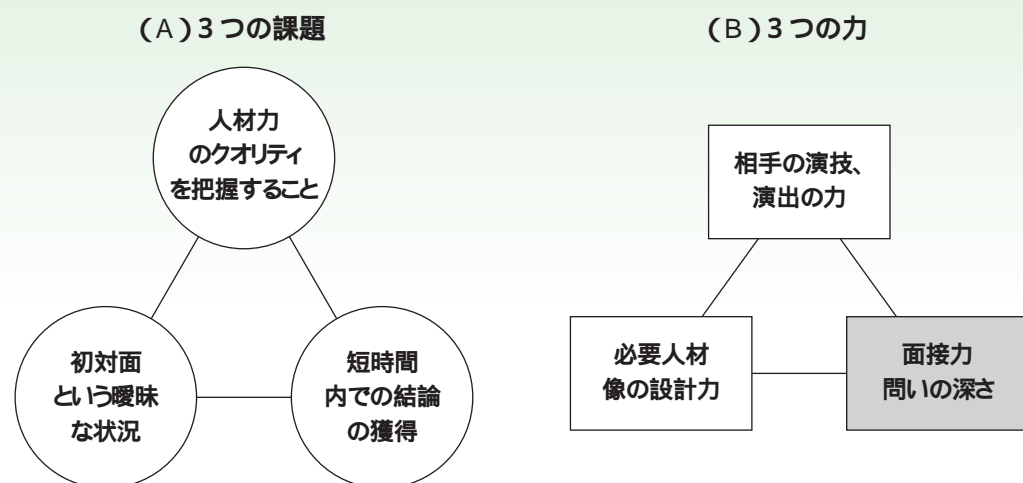 (A)3つの課題
人材力
のクオリティ
を把握すること
初対面
という曖昧
な状況
短時間
内での結論
の獲得
(B)3つの力
相手の演技、
演出の力
必要人材
像の設計力
面接力
問いの深さ